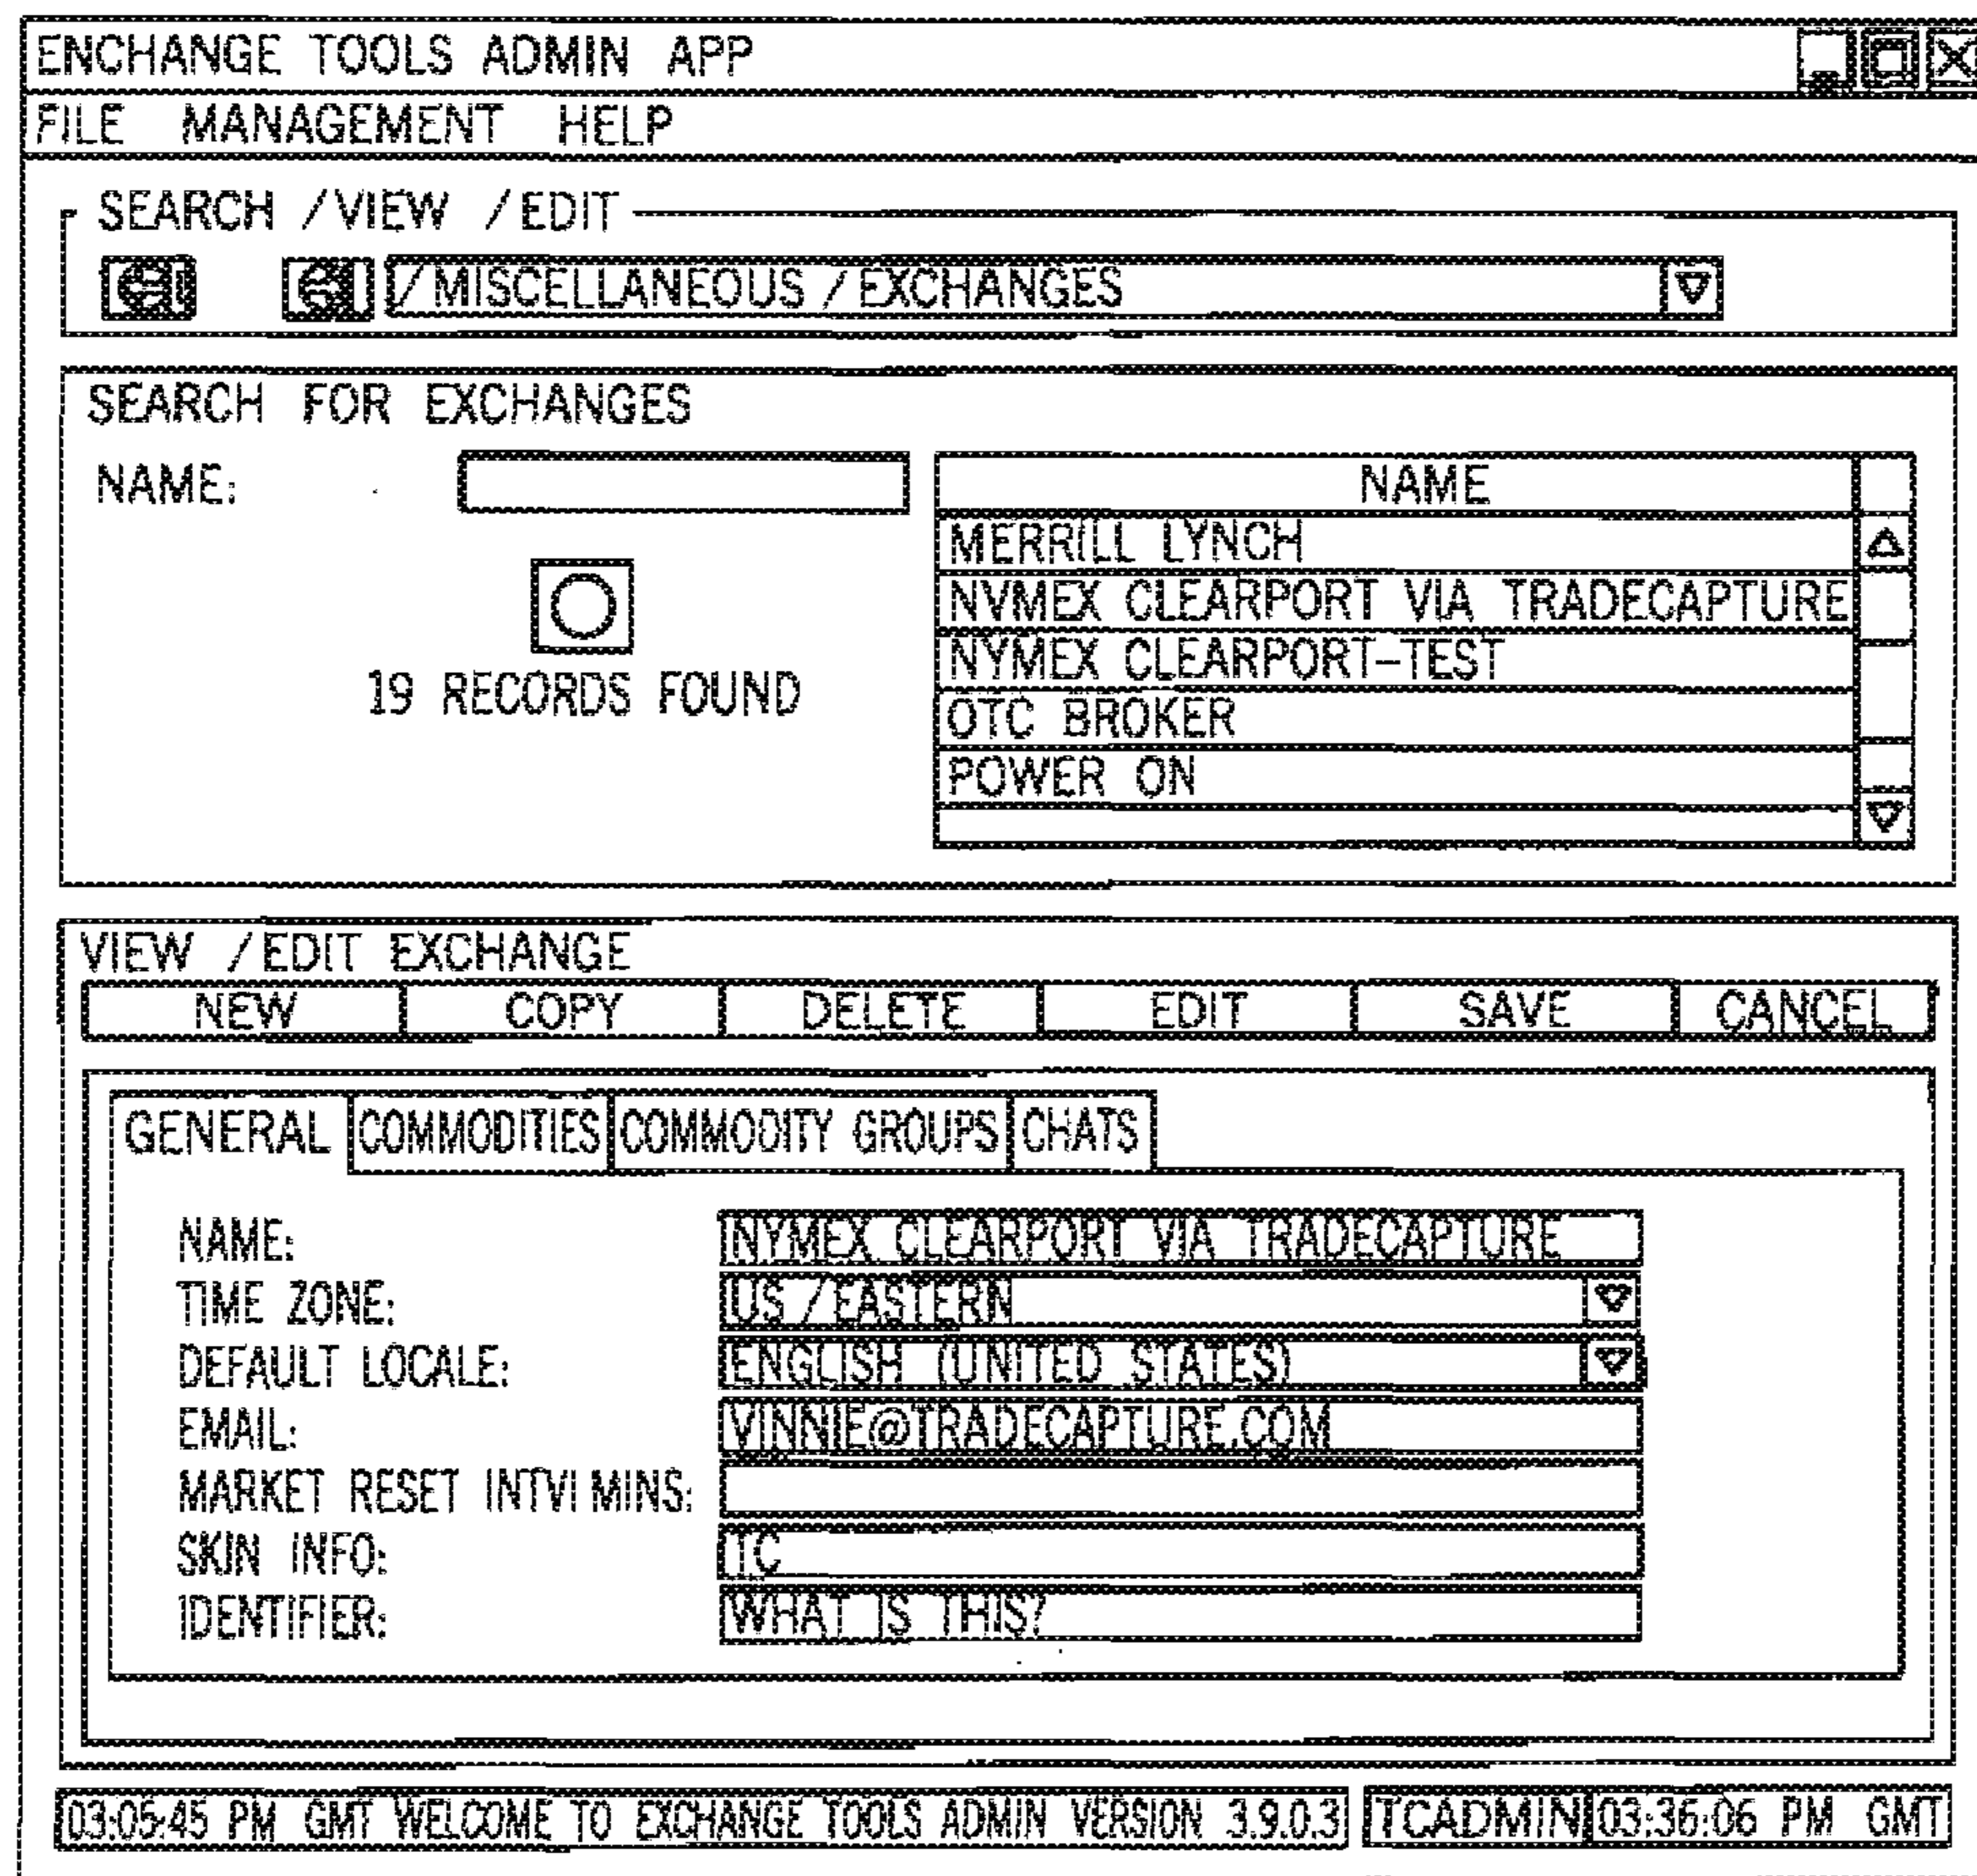 ENCHANGE TOOLS ADMIN APP
FILE MANAGEMENT HELP
SEARCH /VIEW /EDIT
/MISCELLANEOUS /EXCHANGES
SEARCH FOR EXCHANGES
NAME:
19 RECORDS FOUND
NAME
MERRILL LYNCH
NVMEX CLEARPORT VIA TRADECAPTURE
NYMEX CLEARPORT-TEST
OTC BROKER
POWER ON
VIEW /EDIT EXCHANGE
NEW COPY DELETE EDIT SAVE CANCEL
GENERAL COMMODITIES COMMODITY GROUPS CHATS
NAME: NYMEX CLEARPORT VIA TRADECAPTURE
TIME ZONE: US /EASTERN
DEFAULT LOCALE: ENGLISH (UNITED STATES)
EMAIL: VINNIE@TRADECAPTURE.COM
MARKET RESET INTVI MINS:
SKIN INFO: TC
IDENTIFIER: WHAT IS THIS?
03:05:45 PM GMT WELCOME TO EXCHANGE TOOLS ADMIN VERSION 3.9.0.3 TCADMIN 03:36:06 PM GMT